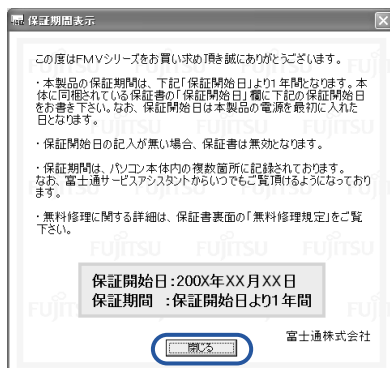 保証期間表示
この度はFMVシリーズをお買い求め頂き誠にありがとうございます。
・本製品の保証期間は、下記「保証開始日」より1年間となります。本
体に同梱されている保証書の「保証開始日」欄に下記の保証開始日
をお書き下さい。なお、保証開始日は本製品の電源を最初に入れた
日となります。
・保証開始日の記入が無い場合、保証書は無効となります。
・保証期間は、パソコン本体内の複数箇所に記録されております。
なお、富士通サービスアシスタントからいつでもご覧頂けるようになっており
ます。
・無料修理に関する詳細は、保証書裏面の「無料修理規定」をご覧
下さい。
保証開始日:200X年XX月XX日
保証期間 :保証開始日より1年間
富士通株式会社
閉じる